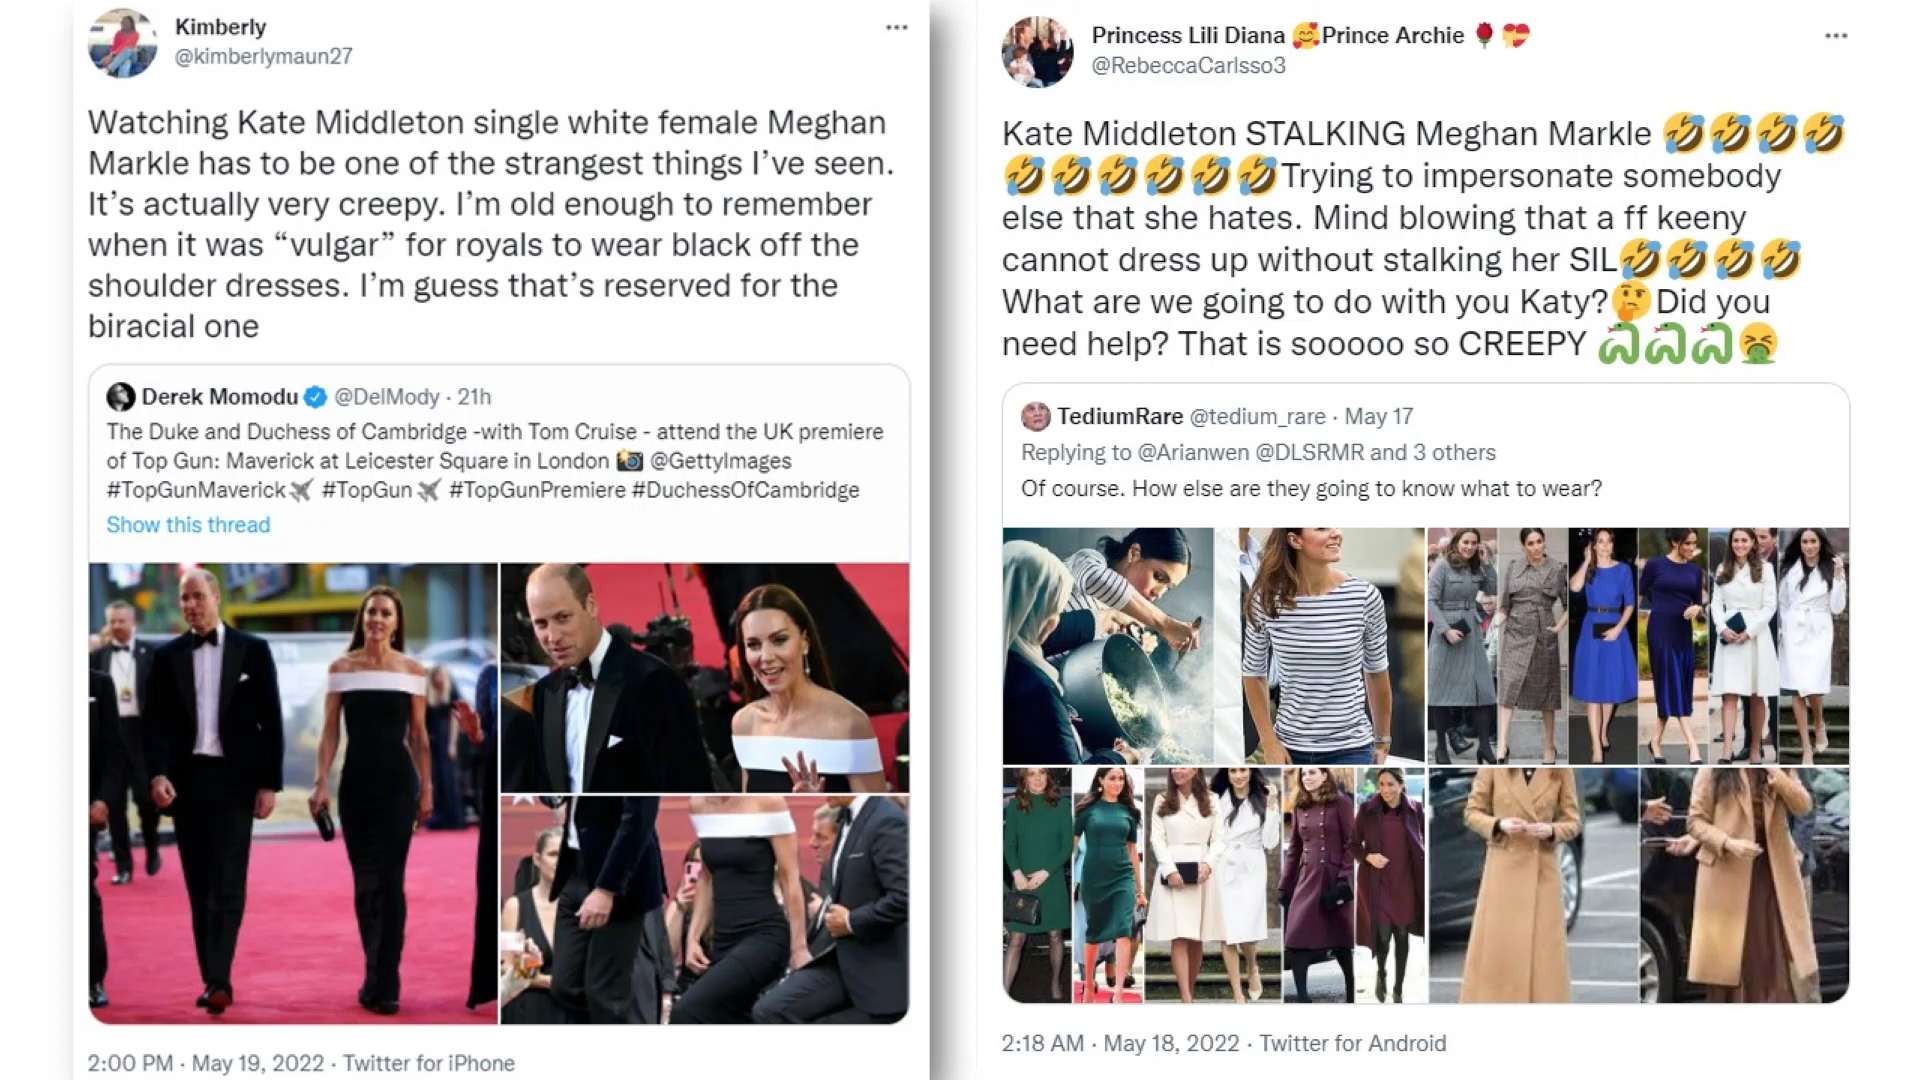 Kimberly
@kimberlymaun27
Watching Kate Middleton single white female Meghan
Markle has to be one of the strangest things I’ve seen.
It’s actually very creepy. I’m old enough to remember
when it was “vulgar” for royals to wear black off the
shoulder dresses. I’m guess that’s reserved for the
biracial one
Derek Momodu @DelMody · 21h
The Duke and Duchess of Cambridge -with Tom Cruise - attend the UK premiere
of Top Gun: Maverick at Leicester Square in London 📸 @GettyImages
#TopGunMaverick✈ #TopGun✈ #TopGunPremiere #DuchessOfCambridge
Show this thread
2:00 PM · May 19, 2022 · Twitter for iPhone
Princess Lili Diana 🥰Prince Archie 🌹💝
@RebeccaCarlsso3
Kate Middleton STALKING Meghan Markle 🤣🤣🤣🤣
🤣🤣🤣🤣🤣🤣Trying to impersonate somebody
else that she hates. Mind blowing that a ff keeny
cannot dress up without stalking her SIL🤣🤣🤣🤣
What are we going to do with you Katy?🤔Did you
need help? That is sooooo so CREEPY 🐍🐍🐍🤮
TediumRare @tedium_rare · May 17
Replying to @Arianwen @DLSRMR and 3 others
Of course. How else are they going to know what to wear?
2:18 AM · May 18, 2022 · Twitter for Android